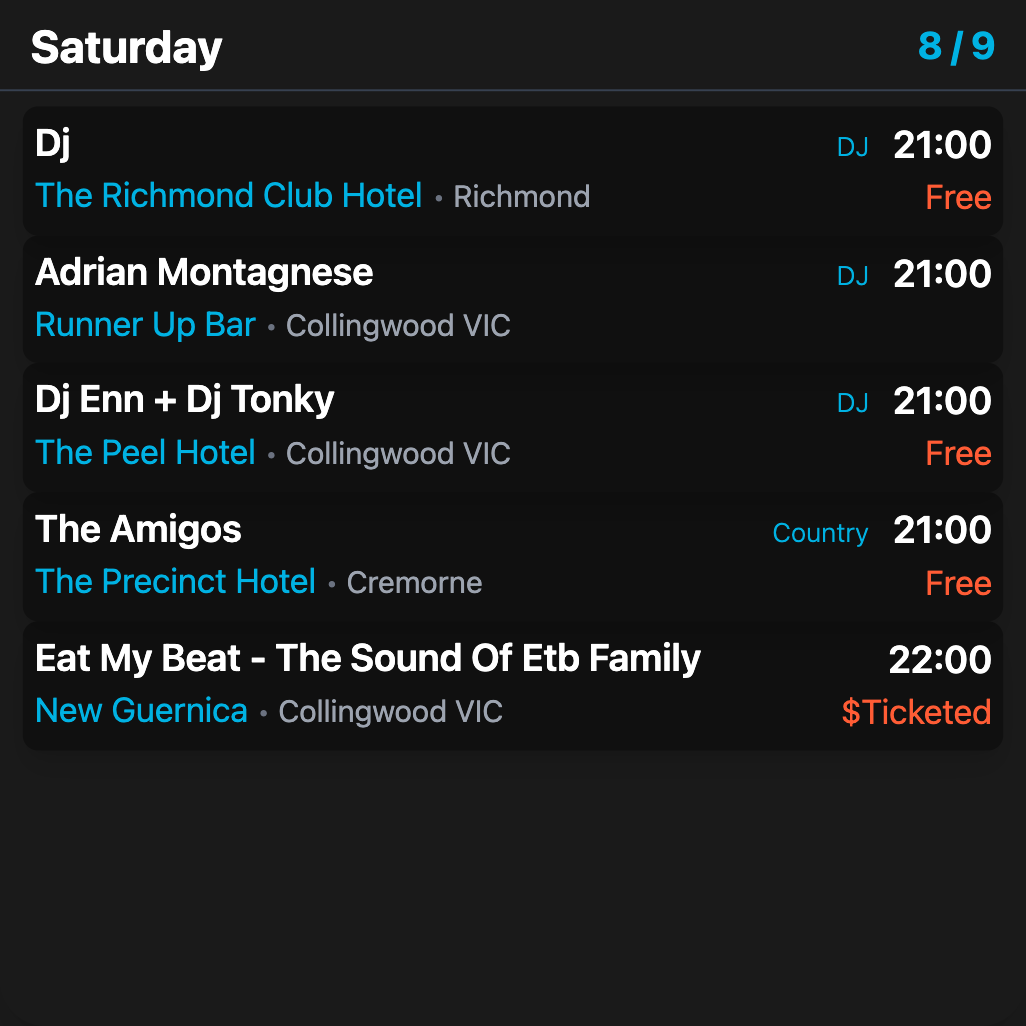 Saturday 8 / 9
Dj DJ 21:00
The Richmond Club Hotel • Richmond Free
Adrian Montagnese DJ 21:00
Runner Up Bar • Collingwood VIC
Dj Enn + Dj Tonky DJ 21:00
The Peel Hotel • Collingwood VIC Free
The Amigos Country 21:00
The Precinct Hotel • Cremorne Free
Eat My Beat - The Sound Of Etb Family 22:00
New Guernica • Collingwood VIC $Ticketed